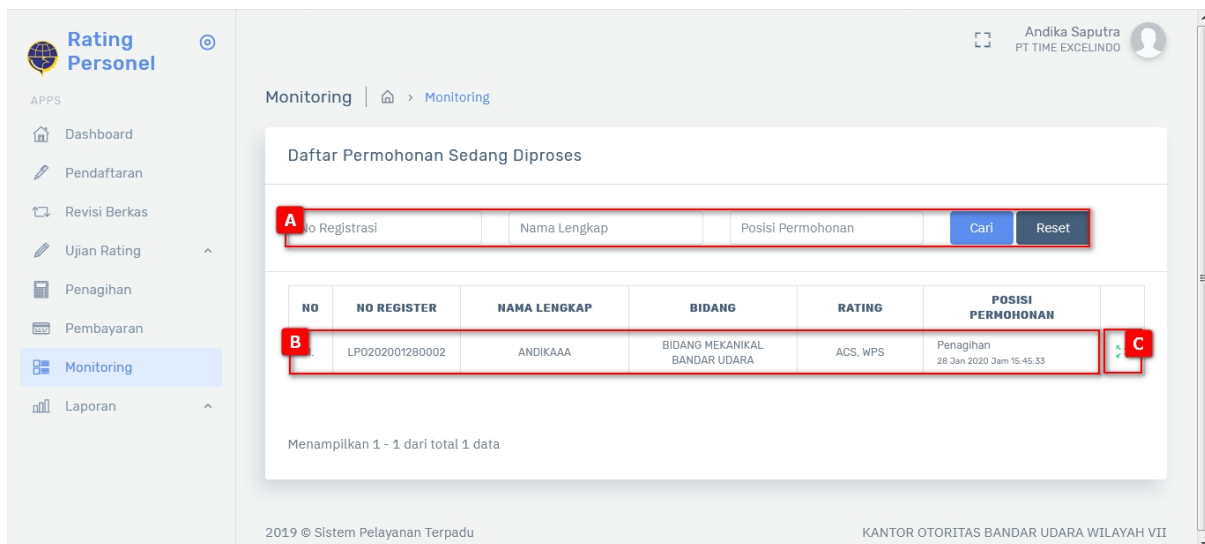 Rating
Personel
Andika Saputra
PT TIME EXCELINDO
APPS
Dashboard
Pendaftaran
Revisi Berkas
Ujian Rating
Penagihan
Pembayaran
Monitoring
Laporan
Monitoring
Monitoring
Daftar Permohonan Sedang Diproses
A
No Registrasi
Nama Lengkap
Posisi Permohonan
Cari
Reset
NO
NO REGISTER
NAMA LENGKAP
BIDANG
RATING
POSISI
PERMOHONAN
B
LP0202001280002
ANDIKAAA
BIDANG MEKANIKAL
BANDAR UDARA
ACS, WPS
Penagihan
28 Jan 2020 Jam 15:45:33
C
Menampilkan 1 - 1 dari total 1 data
2019 © Sistem Pelayanan Terpadu
KANTOR OTORITAS BANDAR UDARA WILAYAH VII